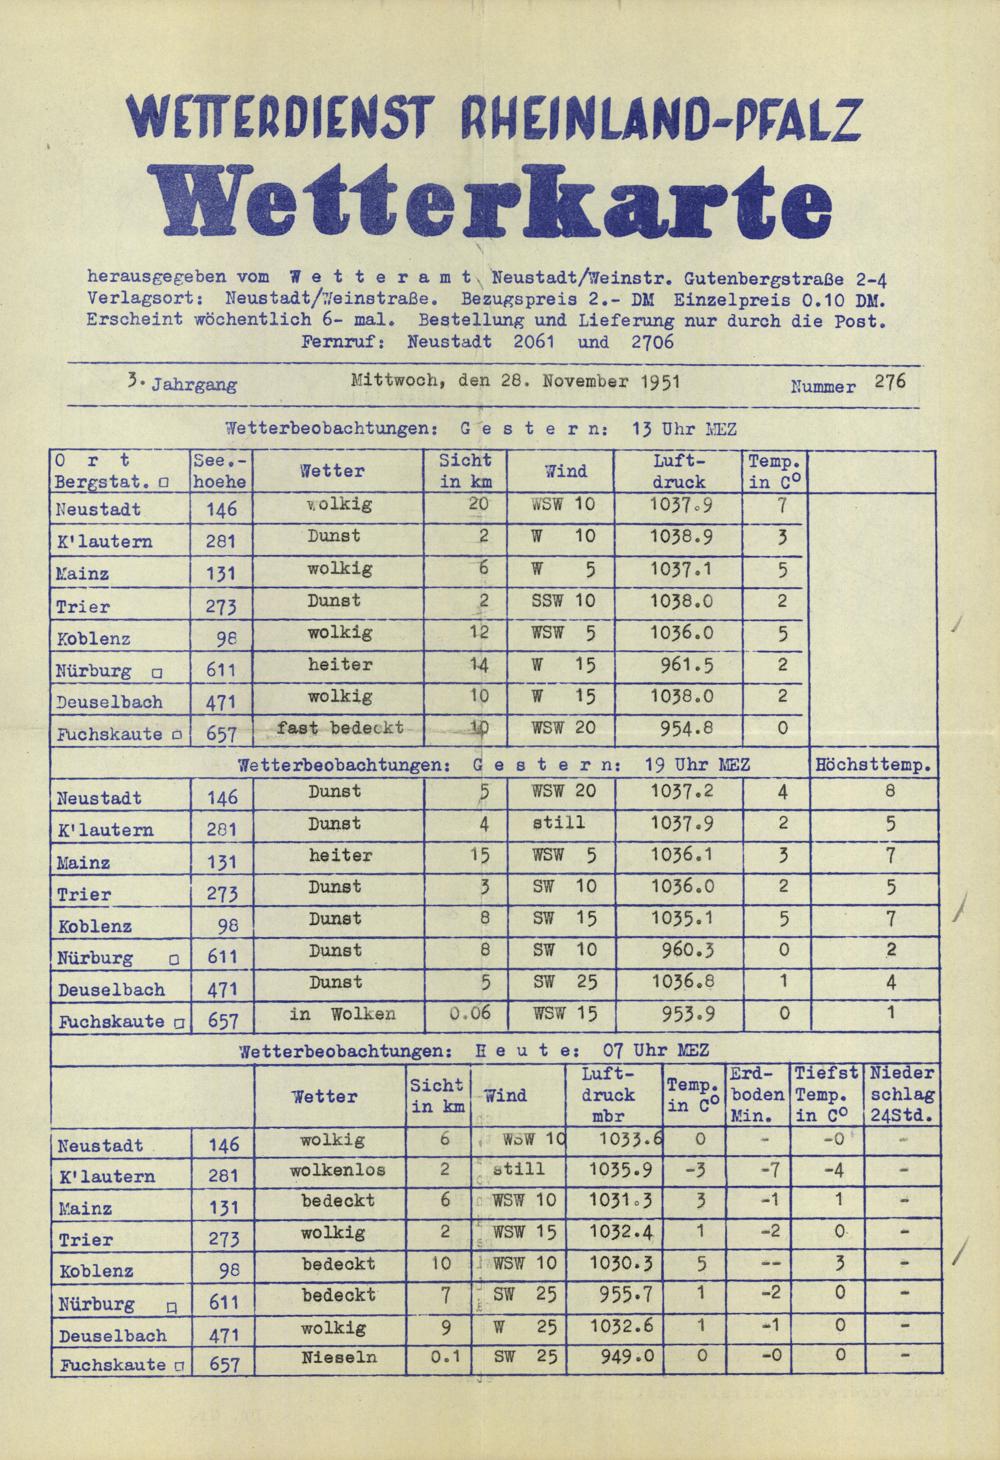 WETTERDIENST RHEINLAND-PFALZ
Wetterkarte
herausgegeben vom W e t t e r a m t Neustadt/Weinstr. Gutenbergstraße 2-4
Verlagsort: Neustadt/Weinstraße. Bezugspreis 2.- DM Einzelpreis 0.10 DM.
Erscheint wöchentlich 6- mal. Bestellung und Lieferung nur durch die Post.
Fernruf: Neustadt 2061 und 2706
3. Jahrgang Mittwoch, den 28. November 1951 Nummer 276
Wetterbeobachtungen: G e s t e r n: 13 Uhr MEZ
O r t See.- Wetter Sicht Wind Luft- Temp.
Bergstat. □ hoehe in km druck in C°
Neustadt 146 wolkig 20 WSW 10 1037.9 7
K'lautern 281 Dunst 2 W 10 1038.9 3
Mainz 131 wolkig 6 W 5 1037.1 5
Trier 273 Dunst 2 SSW 10 1038.0 2
Koblenz 98 wolkig 12 WSW 5 1036.0 5
Nürburg □ 611 heiter 14 W 15 961.5 2
Deuselbach 471 wolkig 10 W 15 1038.0 2
Fuchskaute □ 657 fast bedeckt 10 WSW 20 954.8 0
Wetterbeobachtungen: G e s t e r n: 19 Uhr MEZ Höchsttemp.
Neustadt 146 Dunst 5 WSW 20 1037.2 4 8
K'lautern 281 Dunst 4 still 1037.9 2 5
Mainz 131 heiter 15 WSW 5 1036.1 3 7
Trier 273 Dunst 3 SW 10 1036.0 2 5
Koblenz 98 Dunst 8 SW 15 1035.1 5 7
Nürburg □ 611 Dunst 8 SW 10 960.3 0 2
Deuselbach 471 Dunst 5 SW 25 1036.8 1 4
Fuchskaute □ 657 in Wolken 0.06 WSW 15 953.9 0 1
Wetterbeobachtungen: H e u t e: 07 Uhr MEZ
Wetter Sicht Wind Luft- Temp. Erd- Tiefst Nieder
in km druck in C° boden Temp. schlag
mbr Min. in C° 24Std.
Neustadt 146 wolkig 6 WSW 10 1033.6 0 - -0 -
K'lautern 281 wolkenlos 2 still 1035.9 -3 -7 -4 -
Mainz 131 bedeckt 6 WSW 10 1031.3 3 -1 1 -
Trier 273 wolkig 2 WSW 15 1032.4 1 -2 0 -
Koblenz 98 bedeckt 10 WSW 10 1030.3 5 -- 3 -
Nürburg □ 611 bedeckt 7 SW 25 955.7 1 -2 0 -
Deuselbach 471 wolkig 9 W 25 1032.6 1 -1 0 -
Fuchskaute □ 657 Nieseln 0.1 SW 25 949.0 0 -0 0 -